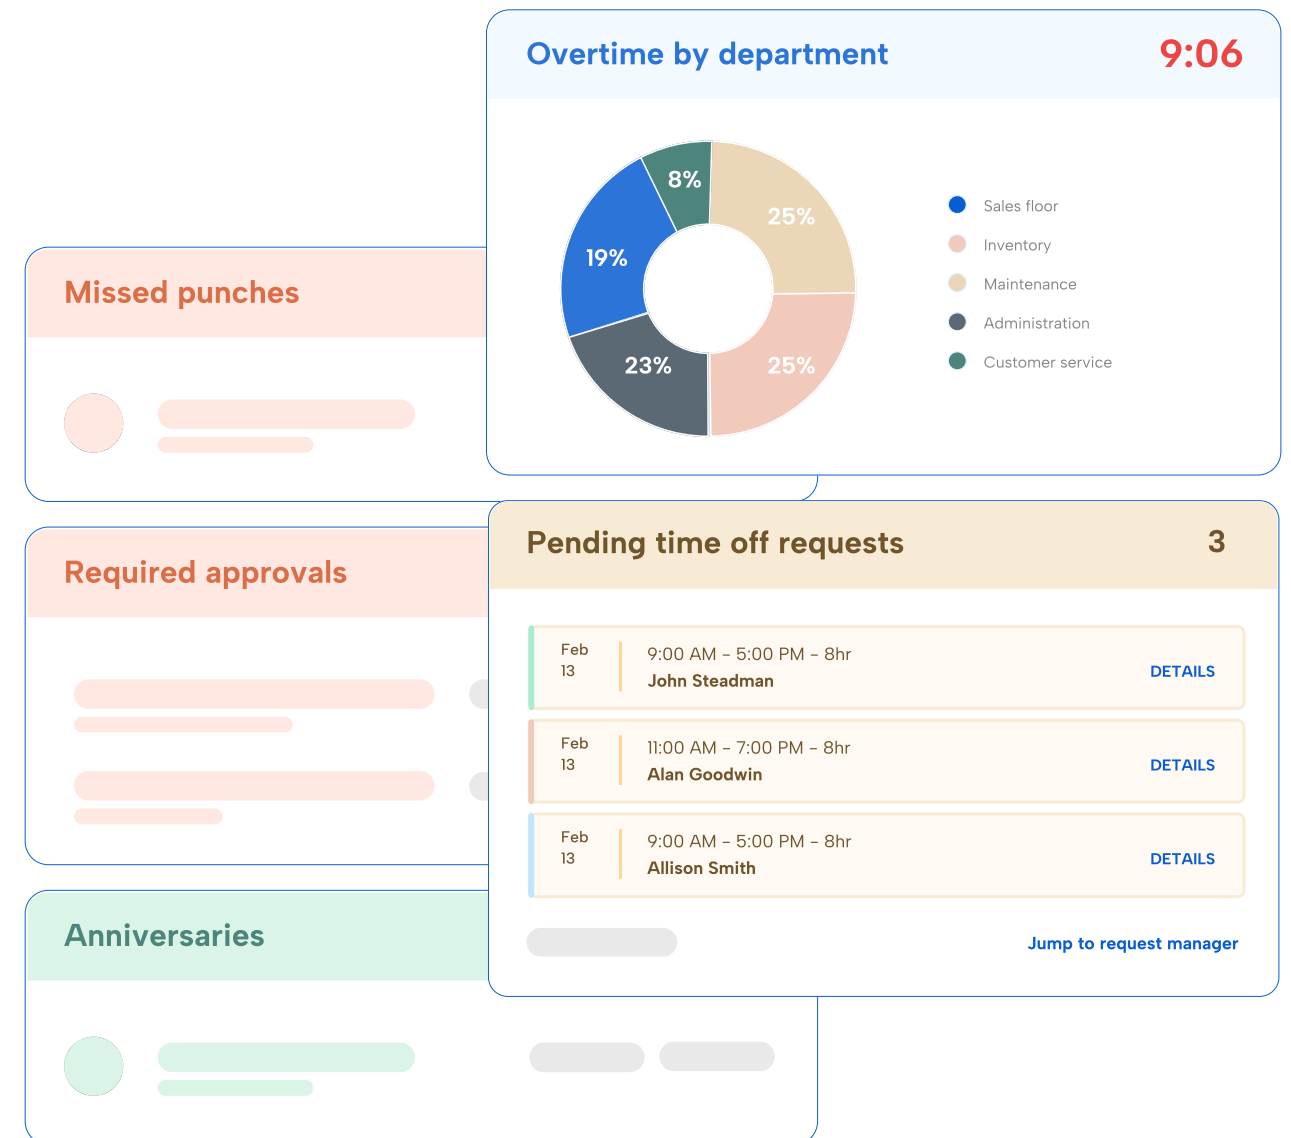 Overtime by department
9:06
8%
25%
19%
23%
25%
Sales floor
Inventory
Maintenance
Administration
Customer service
Missed punches
Required approvals
Anniversaries
Pending time off requests
3
Feb
13
9:00 AM - 5:00 PM - 8hr
John Steadman
DETAILS
Feb
13
11:00 AM - 7:00 PM - 8hr
Alan Goodwin
DETAILS
Feb
13
9:00 AM - 5:00 PM - 8hr
Allison Smith
DETAILS
Jump to request manager